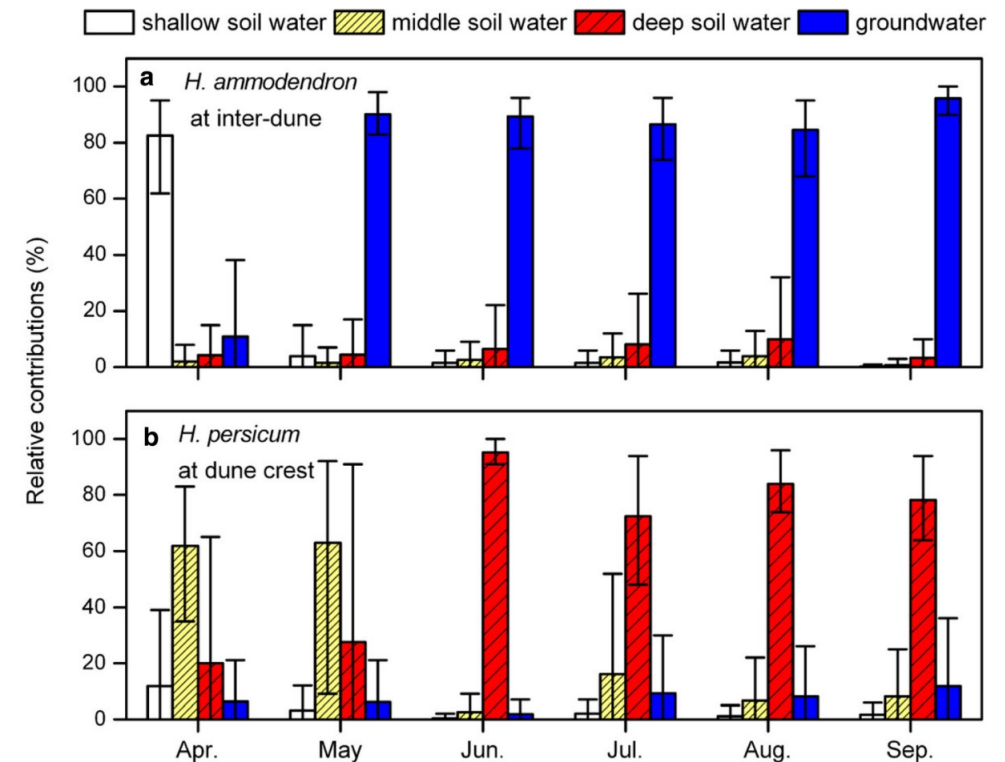 shallow soil water middle soil water deep soil water groundwater
a H. ammodendron
at inter-dune
100
80
60
40
20
0
Relative contributions (%)
b H. persicum
at dune crest
100
80
60
40
20
0
Apr. May Jun. Jul. Aug. Sep.